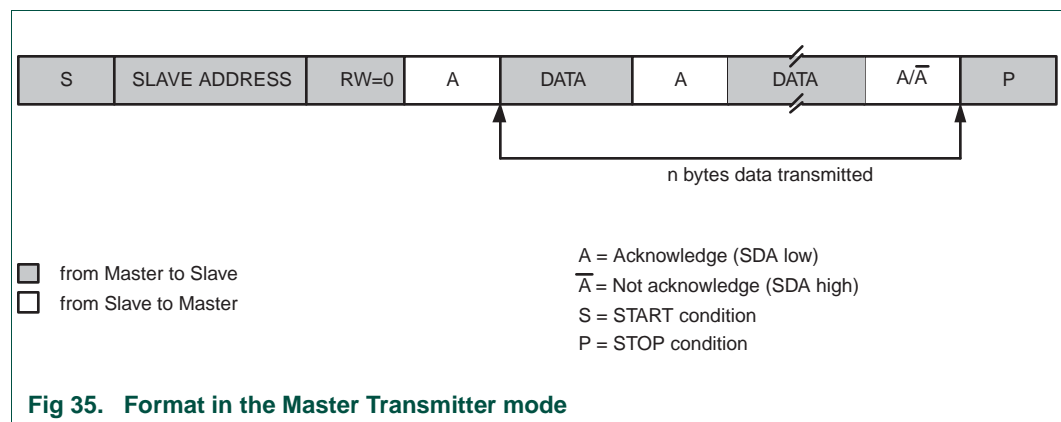 S SLAVE ADDRESS RW=0 A DATA A DATA A/A̅ P
n bytes data transmitted
from Master to Slave
from Slave to Master
A = Acknowledge (SDA low)
A̅ = Not acknowledge (SDA high)
S = START condition
P = STOP condition
Fig 35. Format in the Master Transmitter mode